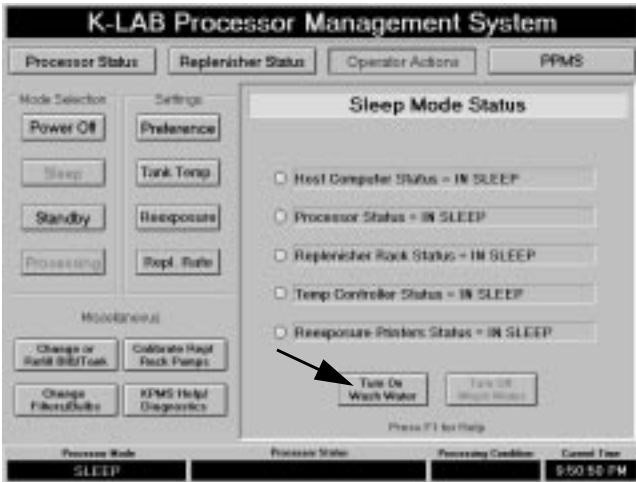 K-LAB Processor Management System
Processor Status
Replenisher Status
Operator Actions
PPMS
Mode Selection
Settings
Power Off
Preference
Sleep
Tank Temp
Standby
Reexposure
Processing
Repl. Rate
Sleep Mode Status
Host Computer Status = IN SLEEP
Processor Status = IN SLEEP
Replenisher Rack Status = IN SLEEP
Temp Controller Status = IN SLEEP
Reexposure Printers Status = IN SLEEP
Miscellaneous
Change or
Refill Bib/Tank
Calibrate Repl
Rack Pumps
Change
Filters/Bulbs
KPMS Help/
Diagnostics
Turn On
Wash Water
Turn Off
Wash Water
Press F1 for Help
Processor Mode
Processor Status
Processing Condition
Current Time
SLEEP
9:50:50 PM